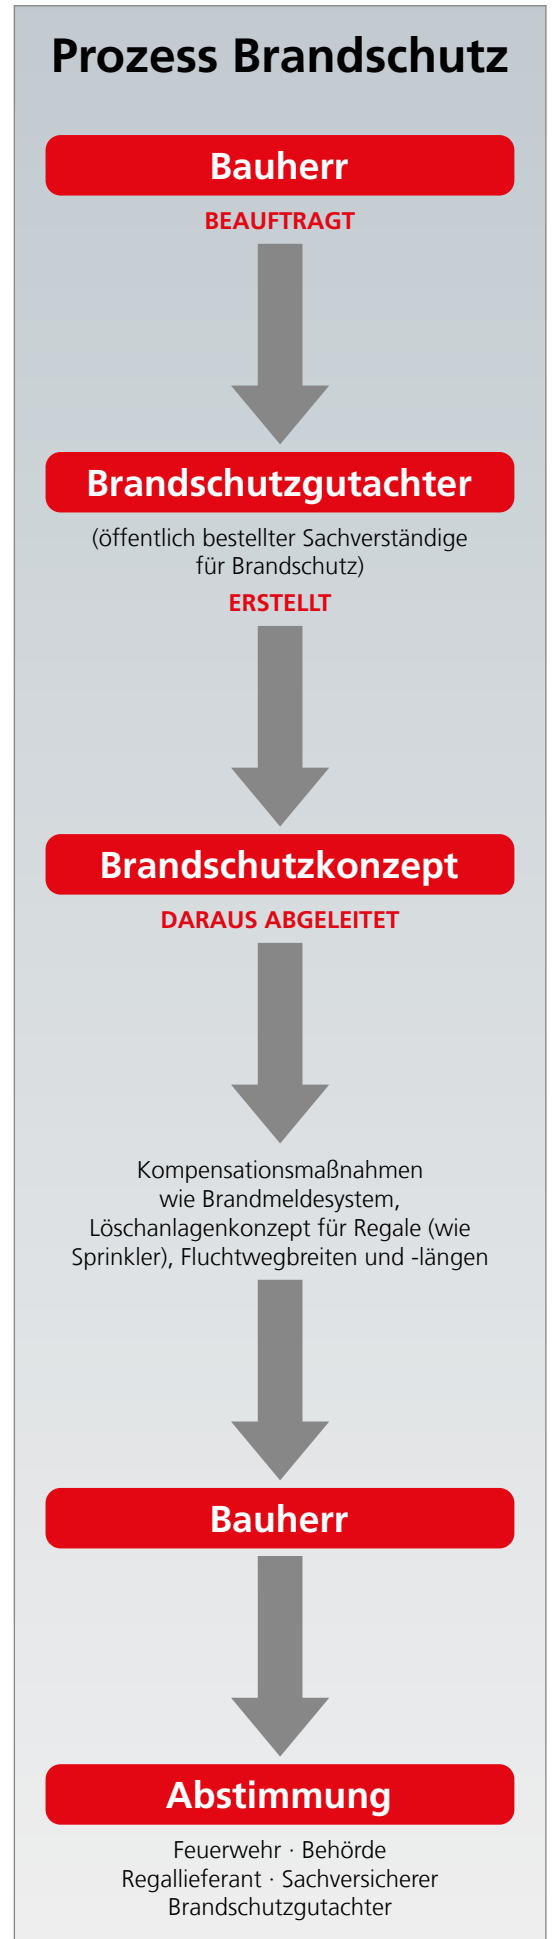 Prozess Brandschutz
Bauherr
BEAUFTRAGT
Brandschutzgutachter
(öffentlich bestellter Sachverständige
für Brandschutz)
ERSTELLT
Brandschutzkonzept
DARAUS ABGELEITET
Kompensationsmaßnahmen
wie Brandmeldesystem,
Löschanlagenkonzept für Regale (wie
Sprinkler), Fluchtwegbreiten und -längen
Bauherr
Abstimmung
Feuerwehr · Behörde
Regallieferant · Sachversicherer
Brandschutzgutachter